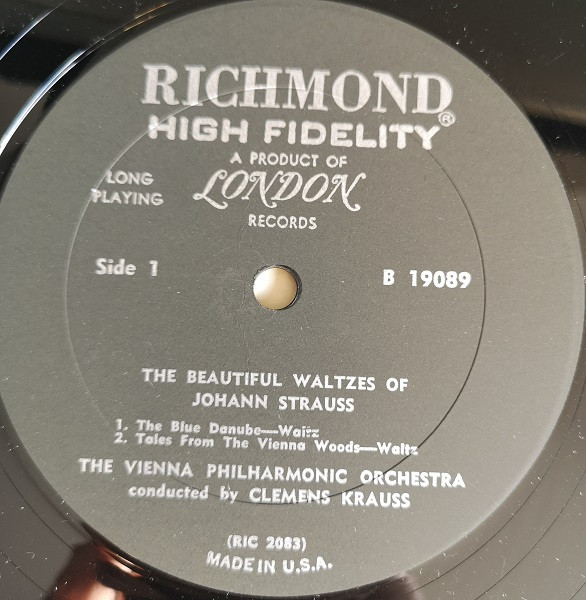 RICHMOND
HIGH FIDELITY®
A PRODUCT OF
LONG
PLAYING
LONDON
RECORDS
Side 1
B 19089
THE BEAUTIFUL WALTZES OF
JOHANN STRAUSS
1. The Blue Danube—Waltz
2. Tales From The Vienna Woods—Waltz
THE VIENNA PHILHARMONIC ORCHESTRA
conducted by CLEMENS KRAUSS
(RIC 2083)
MADE IN U.S.A.